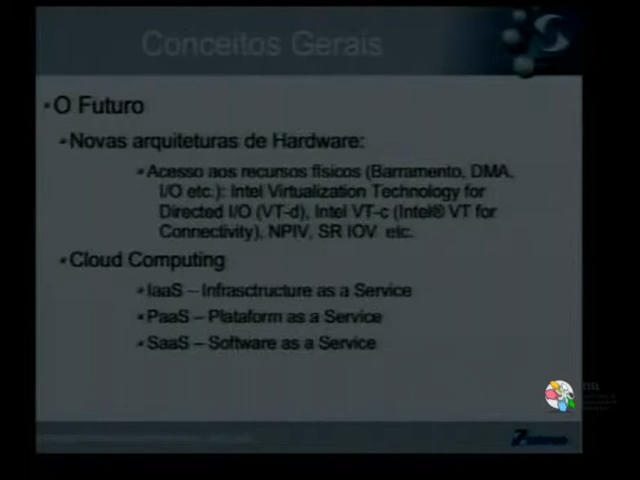 Conceitos Gerais
• O Futuro
• Novas arquiteturas de Hardware:
• Acesso aos recursos físicos (Barramento, DMA,
I/O etc.): Intel Virtualization Technology for
Directed I/O (VT-d), Intel VT-c (Intel® VT for
Connectivity), NPIV, SR IOV etc.
• Cloud Computing
• IaaS – Infrasctructure as a Service
• PaaS – Plataform as a Service
• SaaS – Software as a Service